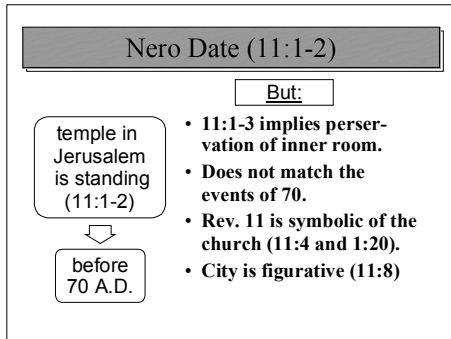 Nero Date (11:1-2)
But:
temple in
Jerusalem
is standing
(11:1-2)
before
70 A.D.
• 11:1-3 implies perser-
vation of inner room.
• Does not match the
events of 70.
• Rev. 11 is symbolic of the
church (11:4 and 1:20).
• City is figurative (11:8)